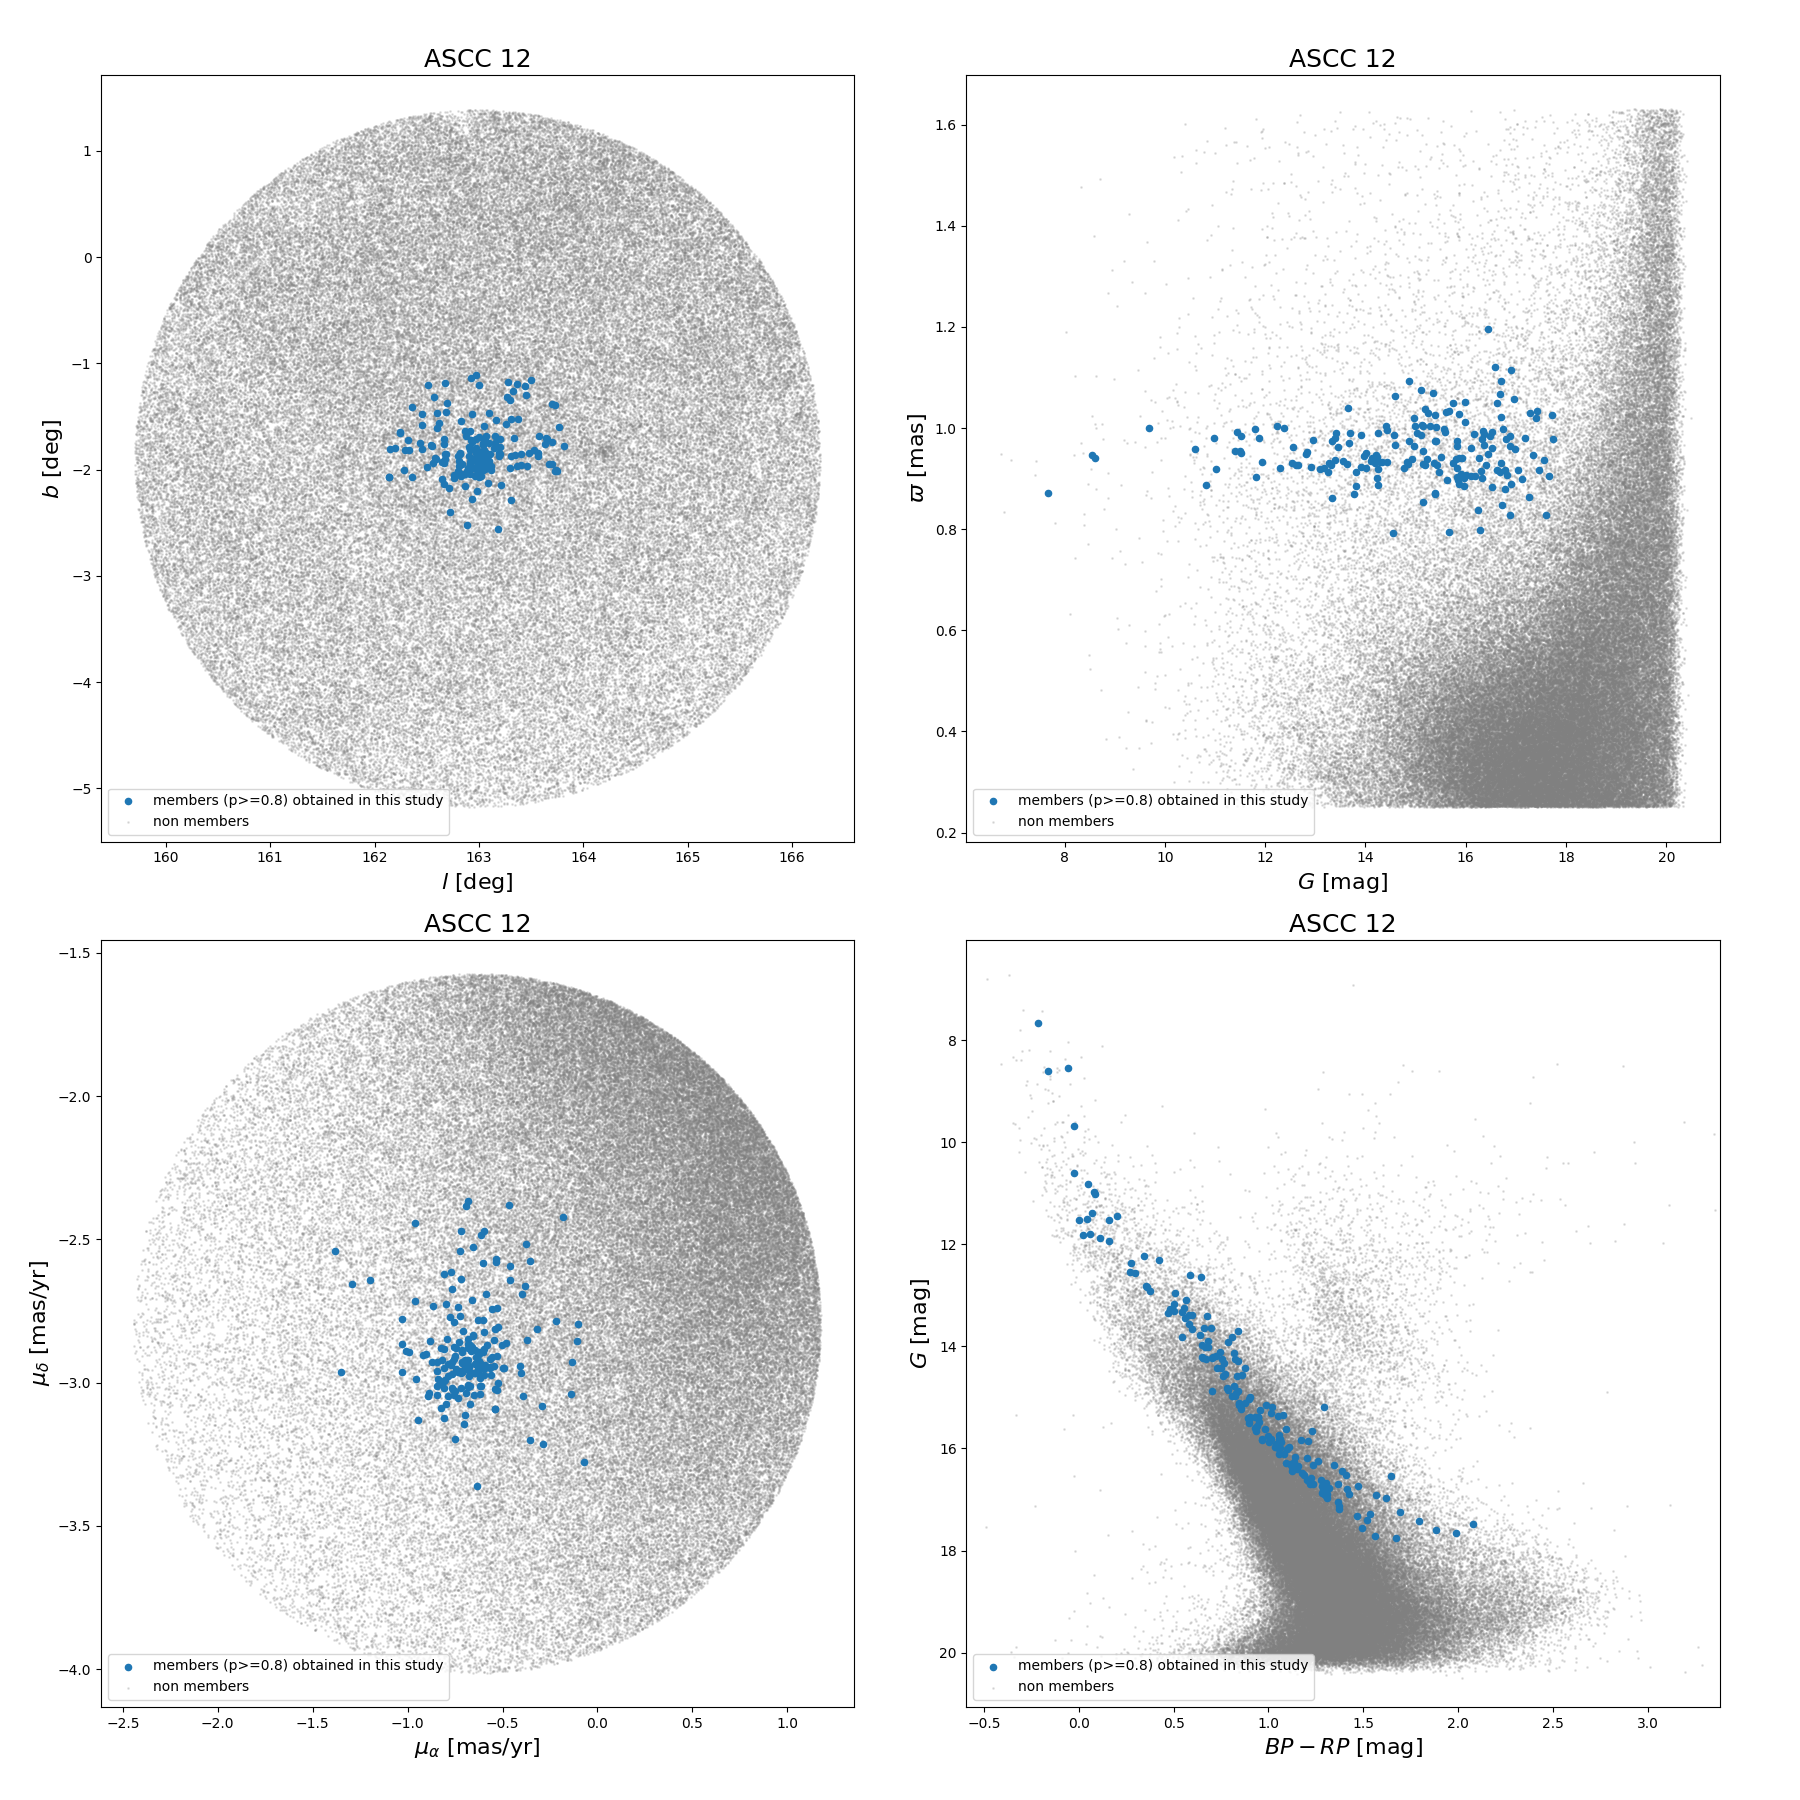 ASCC 12
1
0
−1
−2
−3
−4
−5
b [deg]
members (p>=0.8) obtained in this study
non members
160 161 162 163 164 165 166
l [deg]
ASCC 12
1.6
1.4
1.2
1.0
0.8
0.6
0.4
0.2
ϖ [mas]
members (p>=0.8) obtained in this study
non members
8 10 12 14 16 18 20
G [mag]
ASCC 12
−1.5
−2.0
−2.5
−3.0
−3.5
−4.0
μδ [mas/yr]
members (p>=0.8) obtained in this study
non members
−2.5 −2.0 −1.5 −1.0 −0.5 0.0 0.5 1.0
μα [mas/yr]
ASCC 12
8
10
12
14
16
18
20
G [mag]
members (p>=0.8) obtained in this study
non members
−0.5 0.0 0.5 1.0 1.5 2.0 2.5 3.0
BP − RP [mag]